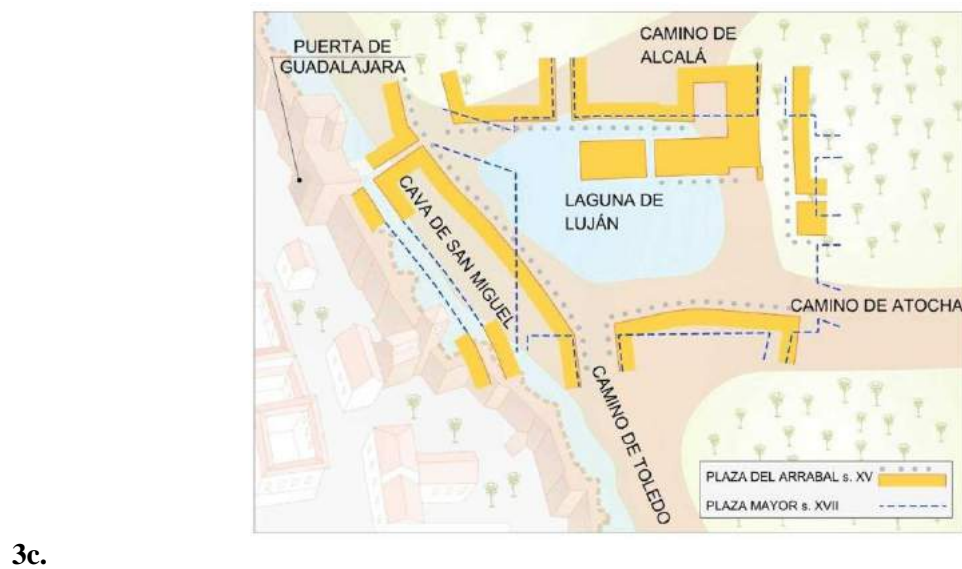 PUERTA DE
GUADALAJARA
CAMINO DE
ALCALÁ
CAVA DE SAN MIGUEL
LAGUNA DE
LUJÁN
CAMINO DE ATOCHA
CAMINO DE TOLEDO
PLAZA DEL ARRABAL s. XV
PLAZA MAYOR s. XVII
3c.